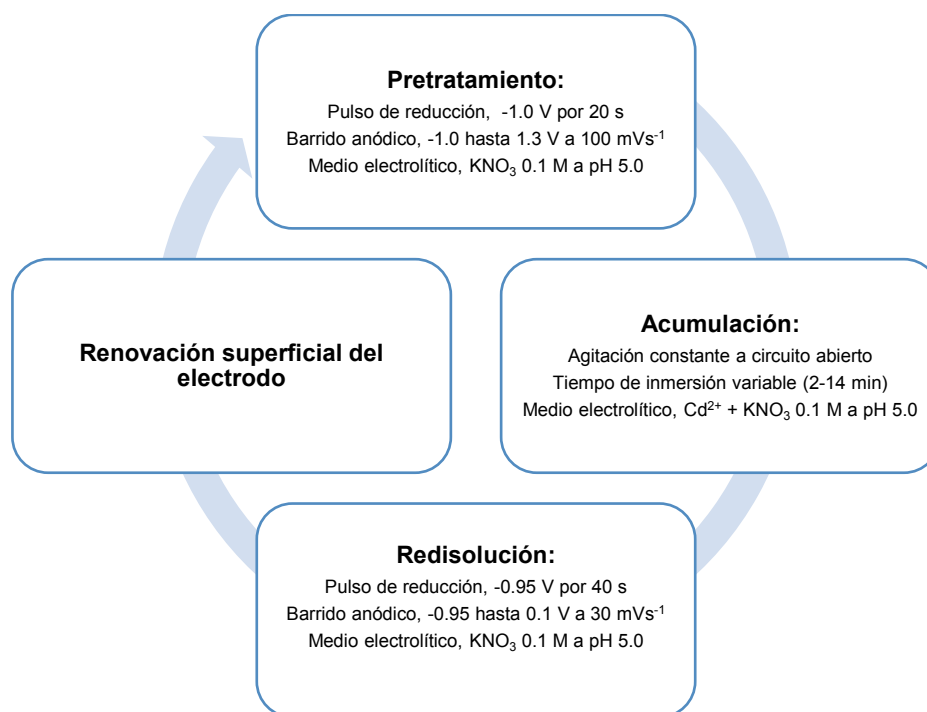 Pretratamiento:
Pulso de reducción,  -1.0 V por 20 s
Barrido anódico, -1.0 hasta 1.3 V a 100 mVs⁻¹
Medio electrolítico, KNO₃ 0.1 M a pH 5.0
Acumulación:
Agitación constante a circuito abierto
Tiempo de inmersión variable (2-14 min)
Medio electrolítico, Cd²⁺ + KNO₃ 0.1 M a pH 5.0
Redisolución:
Pulso de reducción, -0.95 V por 40 s
Barrido anódico, -0.95 hasta 0.1 V a 30 mVs⁻¹
Medio electrolítico, KNO₃ 0.1 M a pH 5.0
Renovación superficial del
electrodo